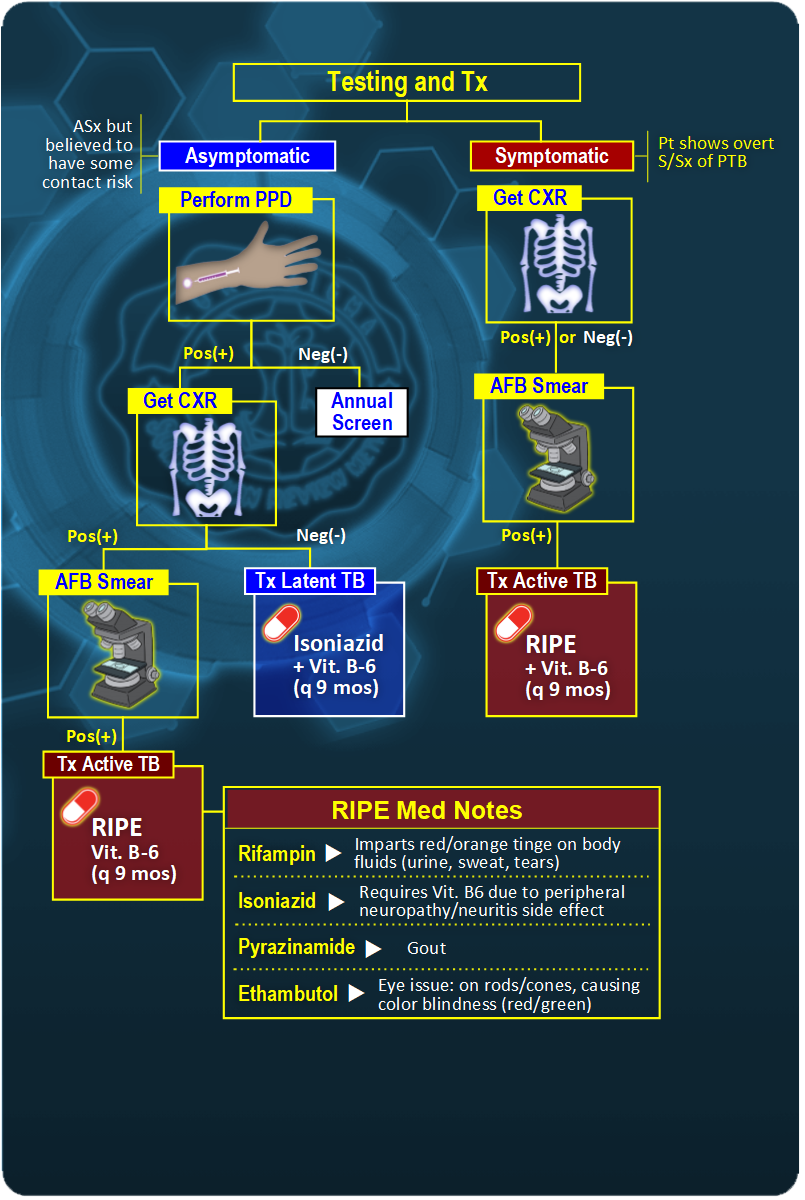 Testing and Tx
ASx but
believed to
have some
contact risk
Asymptomatic
Symptomatic
Pt shows overt
S/Sx of PTB
Perform PPD
Get CXR
Pos(+)
Neg(-)
Pos(+) or Neg(-)
Get CXR
Annual
Screen
AFB Smear
Pos(+)
Neg(-)
Pos(+)
AFB Smear
Tx Latent TB
Isoniazid
+ Vit. B-6
(q 9 mos)
Tx Active TB
RIPE
+ Vit. B-6
(q 9 mos)
Pos(+)
Tx Active TB
RIPE
Vit. B-6
(q 9 mos)
RIPE Med Notes
Rifampin ▶ Imparts red/orange tinge on body
fluids (urine, sweat, tears)
Isoniazid ▶ Requires Vit. B6 due to peripheral
neuropathy/neuritis side effect
Pyrazinamide ▶ Gout
Ethambutol ▶ Eye issue: on rods/cones, causing
color blindness (red/green)